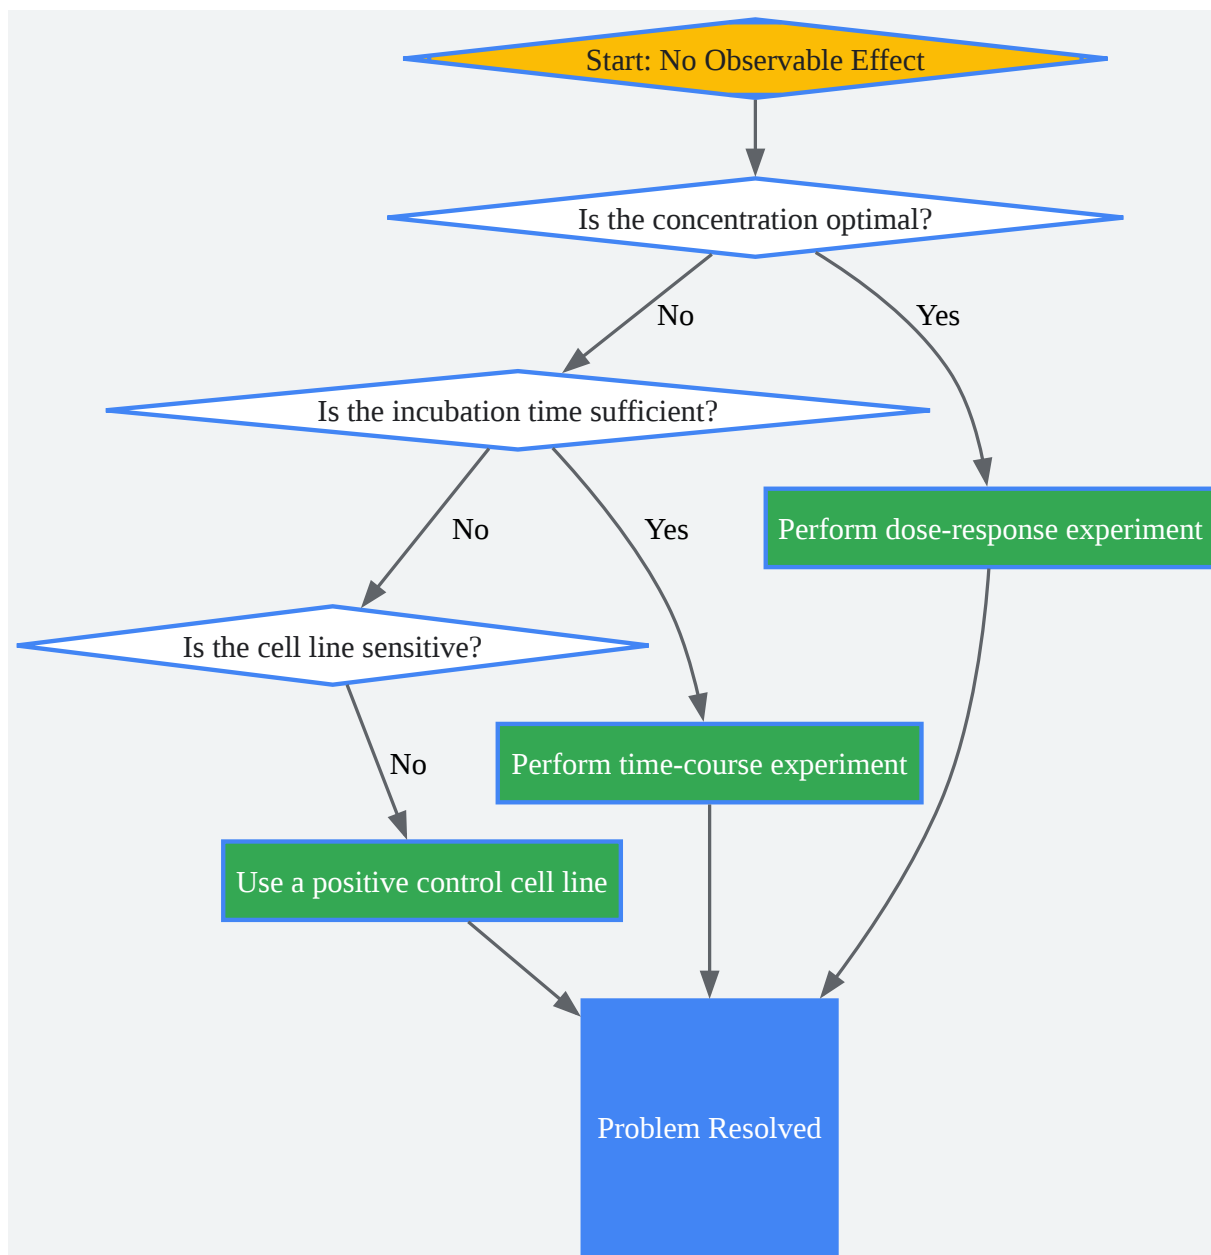 Start: No Observable Effect
Is the concentration optimal?
No
Yes
Is the incubation time sufficient?
No
Yes
Perform dose-response experiment
Is the cell line sensitive?
No
Perform time-course experiment
Use a positive control cell line
Problem Resolved